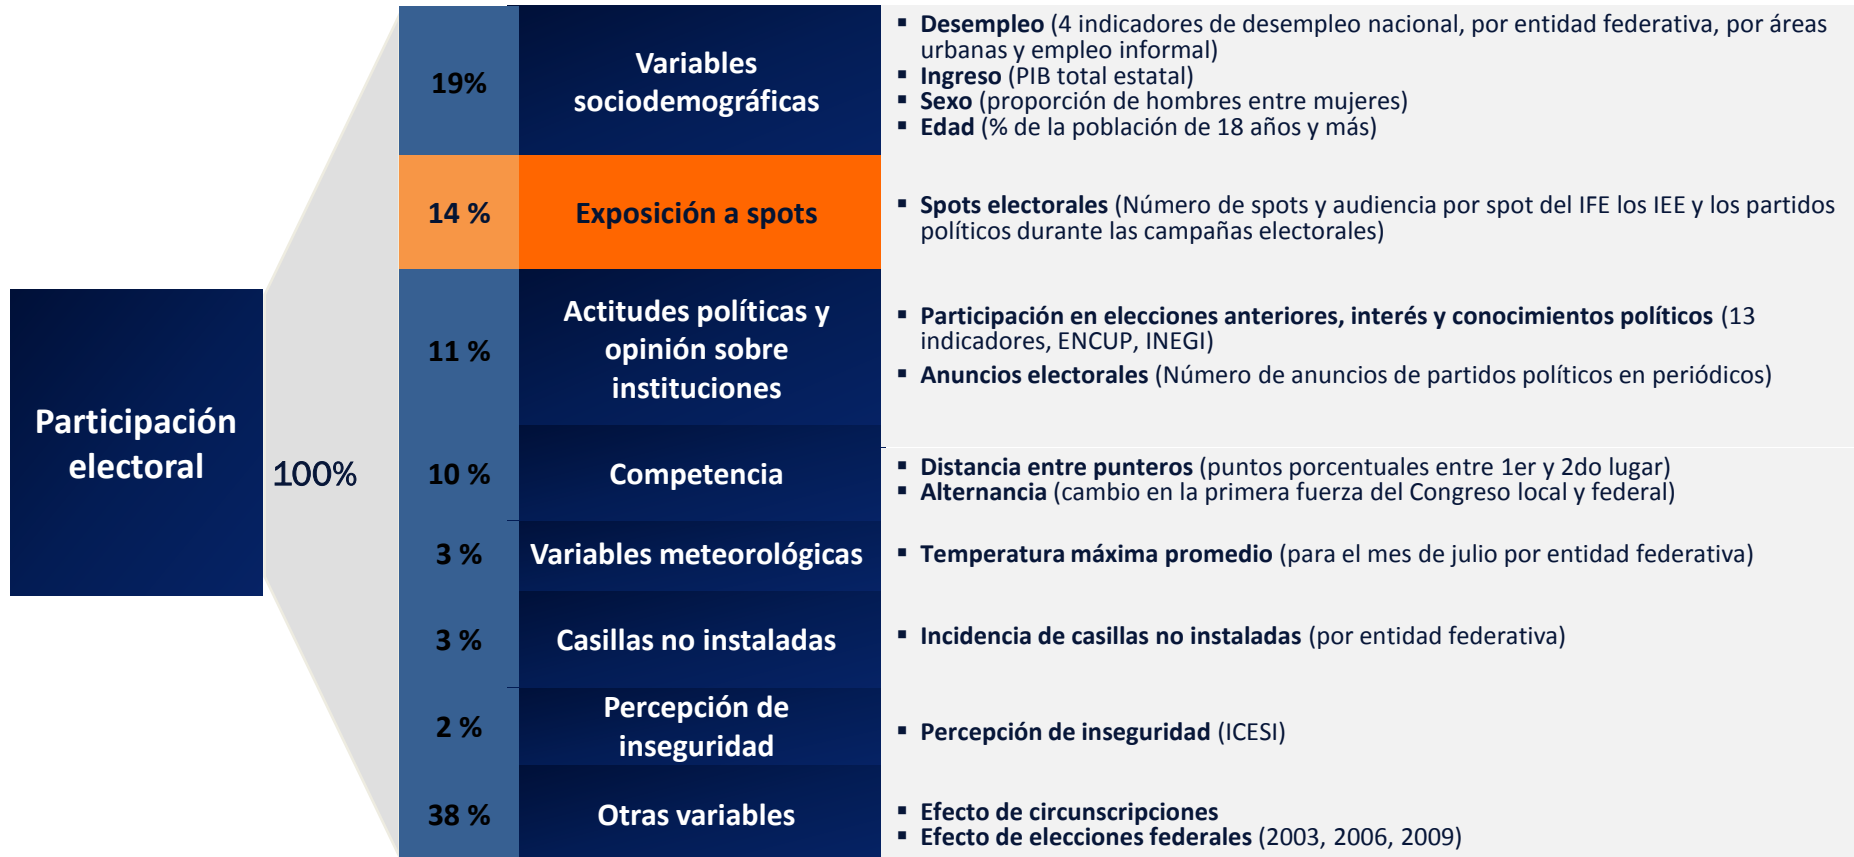 Participación
electoral
100%
19%
Variables
sociodemográficas
▪ Desempleo (4 indicadores de desempleo nacional, por entidad federativa, por áreas
urbanas y empleo informal)
▪ Ingreso (PIB total estatal)
▪ Sexo (proporción de hombres entre mujeres)
▪ Edad (% de la población de 18 años y más)
14 %
Exposición a spots
▪ Spots electorales (Número de spots y audiencia por spot del IFE los IEE y los partidos
políticos durante las campañas electorales)
11 %
Actitudes políticas y
opinión sobre
instituciones
▪ Participación en elecciones anteriores, interés y conocimientos políticos (13
indicadores, ENCUP, INEGI)
▪ Anuncios electorales (Número de anuncios de partidos políticos en periódicos)
10 %
Competencia
▪ Distancia entre punteros (puntos porcentuales entre 1er y 2do lugar)
▪ Alternancia (cambio en la primera fuerza del Congreso local y federal)
3 %
Variables meteorológicas
▪ Temperatura máxima promedio (para el mes de julio por entidad federativa)
3 %
Casillas no instaladas
▪ Incidencia de casillas no instaladas (por entidad federativa)
2 %
Percepción de
inseguridad
▪ Percepción de inseguridad (ICESI)
38 %
Otras variables
▪ Efecto de circunscripciones
▪ Efecto de elecciones federales (2003, 2006, 2009)